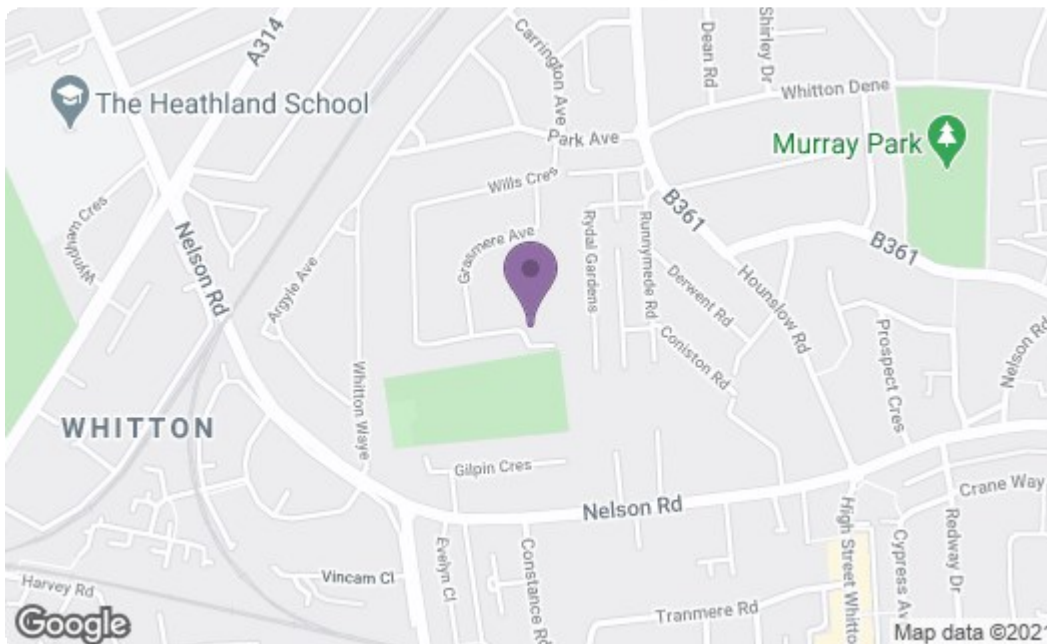 Carrington Ave
Dean Rd
Shirley Dr
A314
The Heathland School
Whitton Dene
Park Ave
Murray Park
Wills Cres
Wyndham Cres
Nelson Rd
Grasmere Ave
Rydal Gardens
Runnymede Rd
B361
B361
Argyle Ave
Derwent Rd
Hounslow Rd
Coniston Rd
Prospect Cres
Nelson Rd
Whitton Waye
WHITTON
Gilpin Cres
Nelson Rd
Crane Way
High Street Whitto
Cypress Av
Redway Dr
Evelyn Cl
Constance Rd
Vincam Cl
Harvey Rd
Tranmere Rd
Google
Map data ©2021